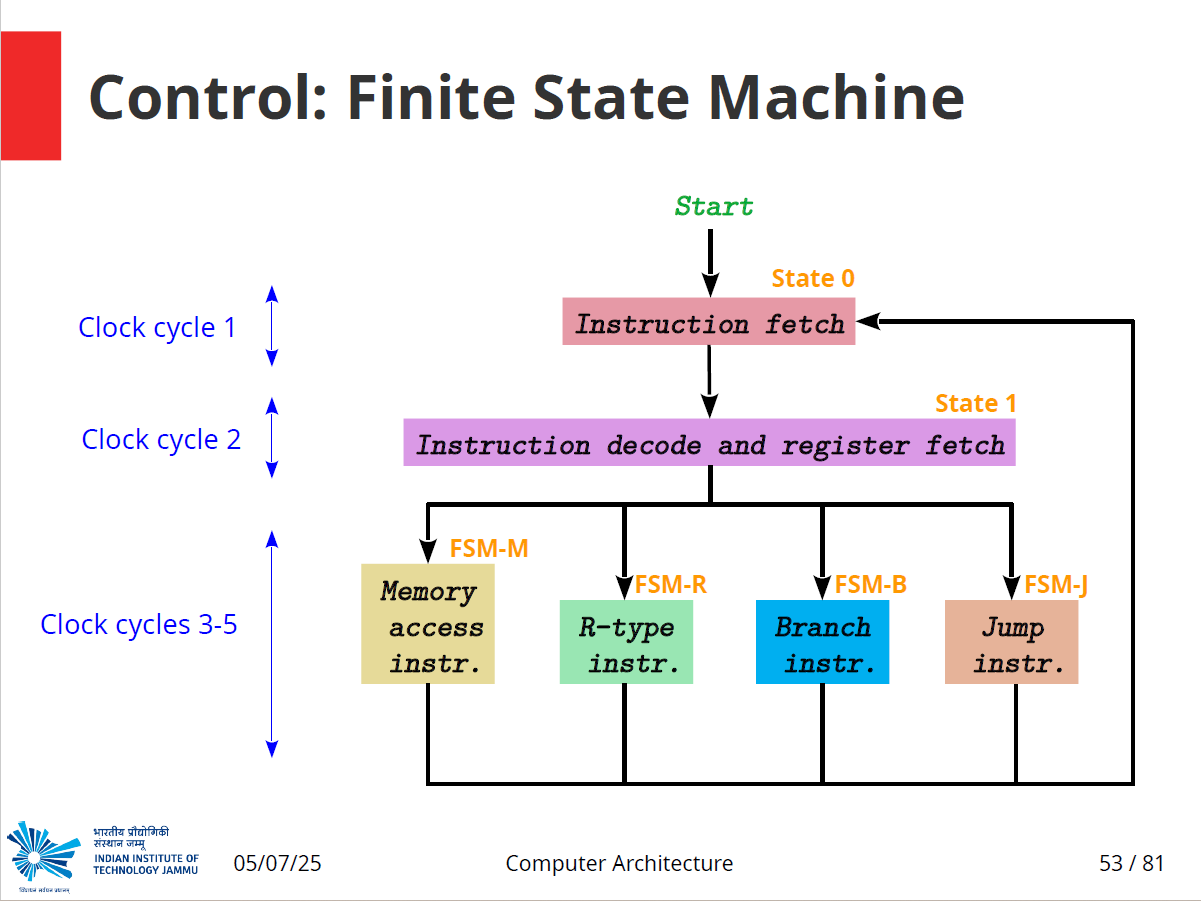 Control: Finite State Machine
Start
State 0
Clock cycle 1
Instruction fetch
State 1
Clock cycle 2
Instruction decode and register fetch
FSM-M
FSM-R
FSM-B
FSM-J
Clock cycles 3-5
Memory
access
instr.
R-type
instr.
Branch
instr.
Jump
instr.
भारतीय प्रौद्योगिकी
संस्थान जम्मू
INDIAN INSTITUTE OF
TECHNOLOGY JAMMU
05/07/25
Computer Architecture
53 / 81